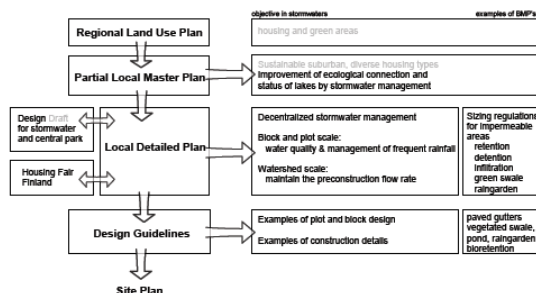 objective in stormwaters
examples of BMP's
Regional Land Use Plan
housing and green areas
Partial Local Master Plan
Sustainable suburban, diverse housing types
Improvement of ecological connection and
status of lakes by stormwater management
Design Draft
for stormwater
and central park
Housing Fair
Finland
Local Detailed Plan
Decentralized stormwater management
Block and plot scale:
water quality & management of frequent rainfall
Watershed scale:
maintain the preconstruction flow rate
Sizing regulations
for impermeable
areas
retention
detention
infiltration
green swale
raingarden
Design Guidelines
Examples of plot and block design
Examples of construction details
paved gutters
vegetated swale,
pond, raingarden
bioretention
Site Plan